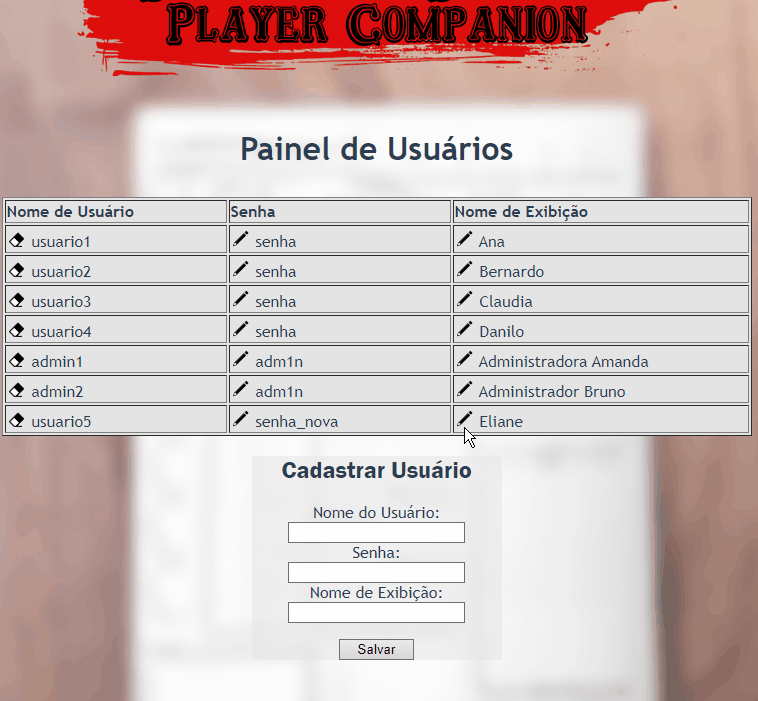 PLAYER COMPANION
Painel de Usuários
Nome de Usuário Senha Nome de Exibição
usuario1 senha Ana
usuario2 senha Bernardo
usuario3 senha Claudia
usuario4 senha Danilo
admin1 adm1n Administradora Amanda
admin2 adm1n Administrador Bruno
usuario5 senha_nova Eliane
Cadastrar Usuário
Nome do Usuário:
Senha:
Nome de Exibição:
Salvar